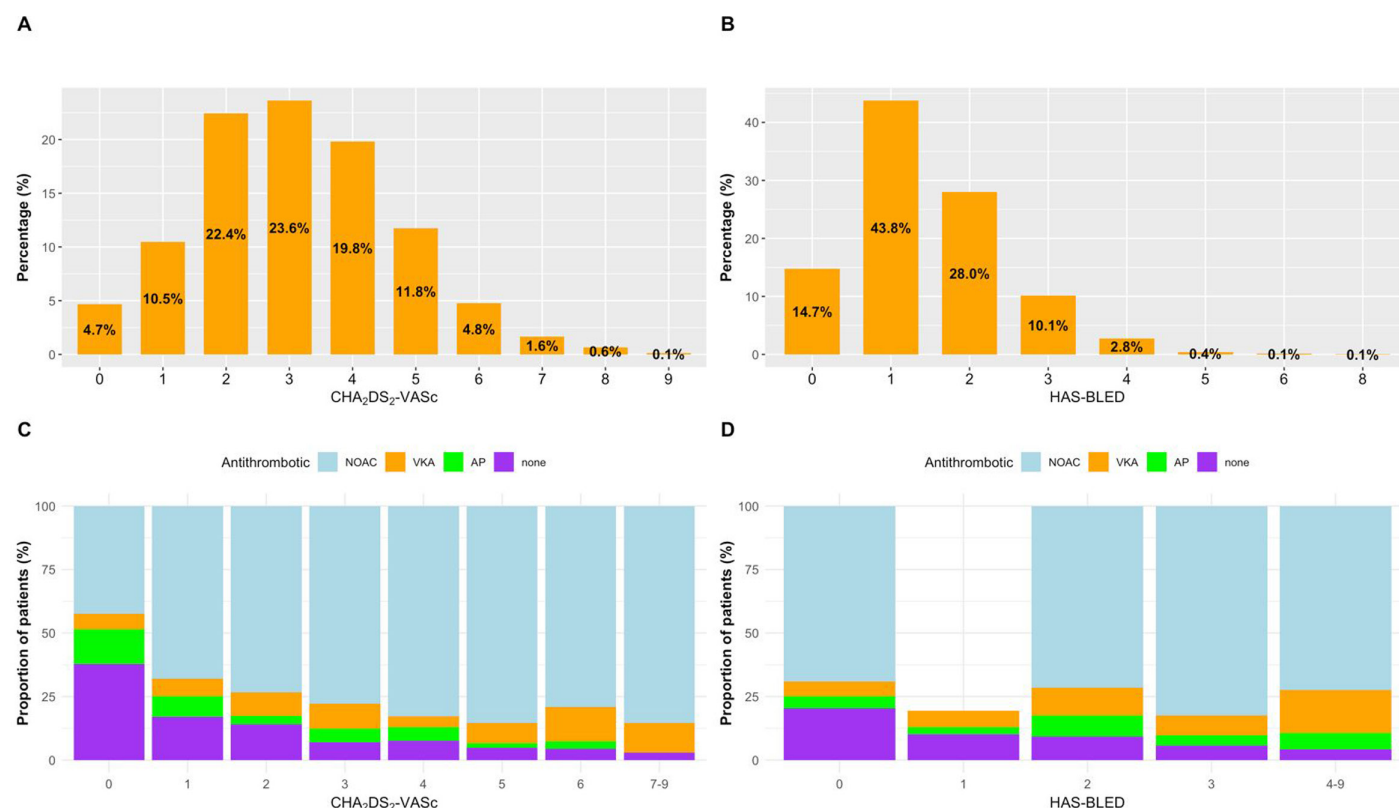 A
Percentage (%)
20
15
10
5
0
4.7%
10.5%
22.4%
23.6%
19.8%
11.8%
4.8%
1.6%
0.6%
0.1%
0 1 2 3 4 5 6 7 8 9
CHA₂DS₂-VASc
B
Percentage (%)
40
30
20
10
0
14.7%
43.8%
28.0%
10.1%
2.8%
0.4%
0.1%
0.1%
0 1 2 3 4 5 6 8
HAS-BLED
C
Antithrombotic NOAC VKA AP none
Proportion of patients (%)
100
75
50
25
0
0 1 2 3 4 5 6 7-9
CHA₂DS₂-VASc
D
Antithrombotic NOAC VKA AP none
Proportion of patients (%)
100
75
50
25
0
0 1 2 3 4-9
HAS-BLED